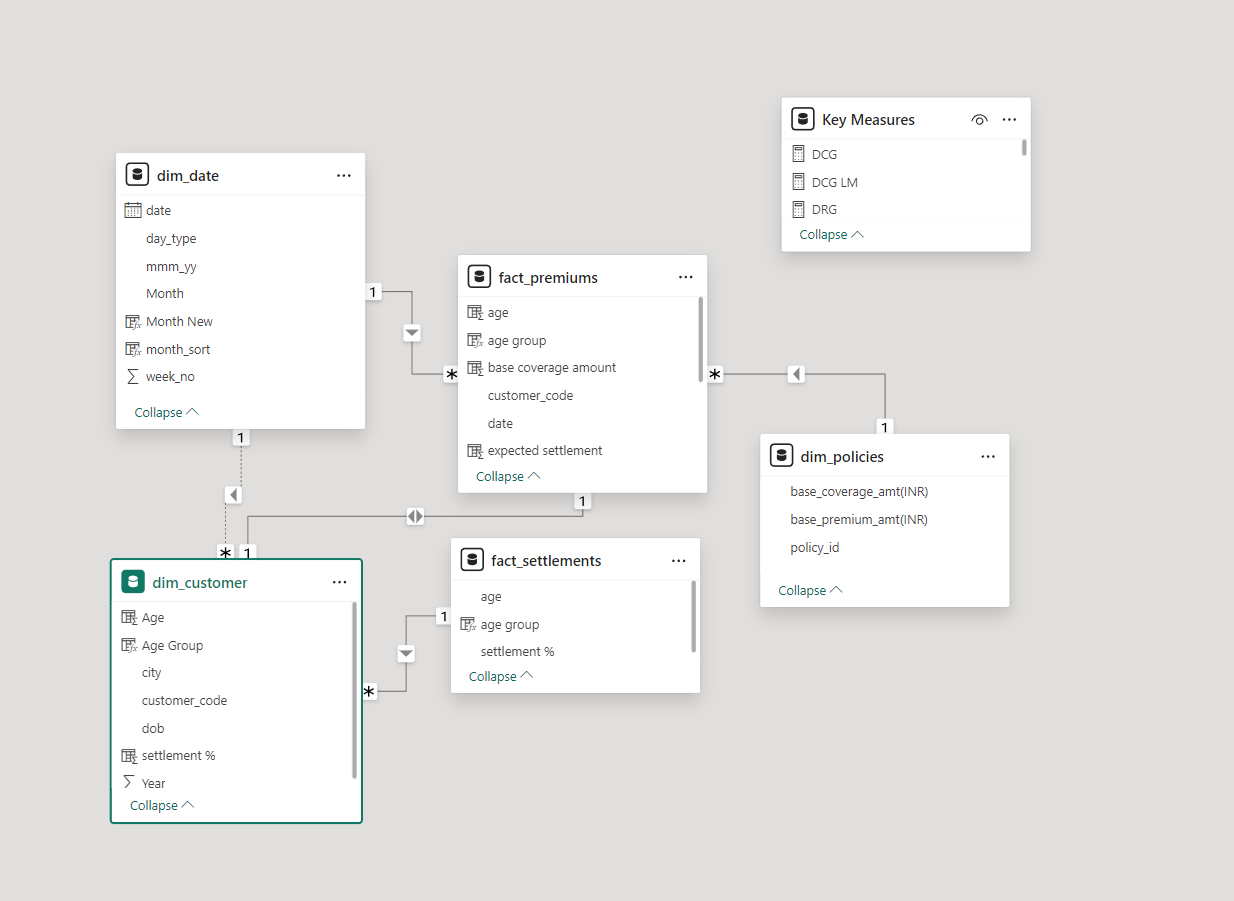 Key Measures
DCG
DCG LM
DRG
Collapse
dim_date
date
day_type
mmm_yy
Month
Month New
month_sort
week_no
Collapse
1
1
*
fact_premiums
age
age group
base coverage amount
customer_code
date
expected settlement
Collapse
*
1
1
dim_policies
base_coverage_amt(INR)
base_premium_amt(INR)
policy_id
Collapse
* 1
dim_customer
Age
Age Group
city
customer_code
dob
settlement %
Year
Collapse
fact_settlements
age
age group
settlement %
Collapse
1
*